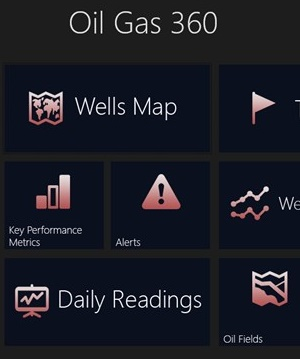 Oil Gas 360
Wells Map
Key Performance
Metrics
Alerts
We
Daily Readings
Oil Fields